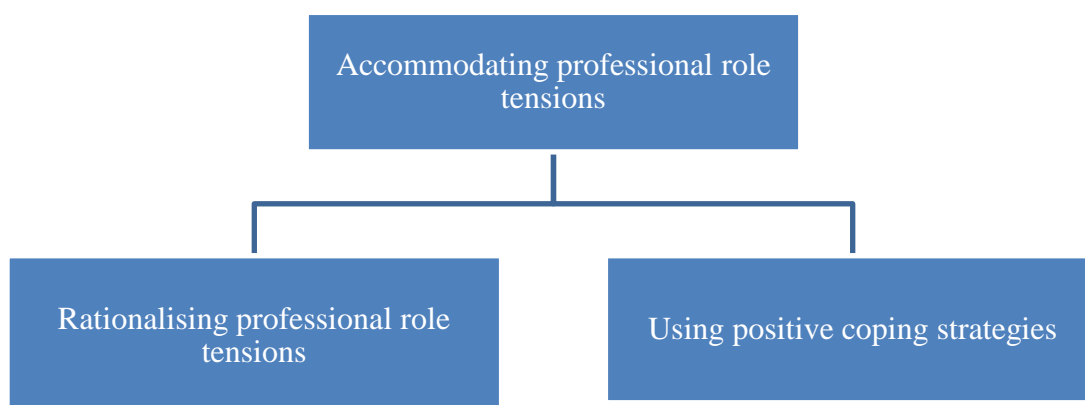 Accommodating professional role
tensions
Rationalising professional role
tensions
Using positive coping strategies